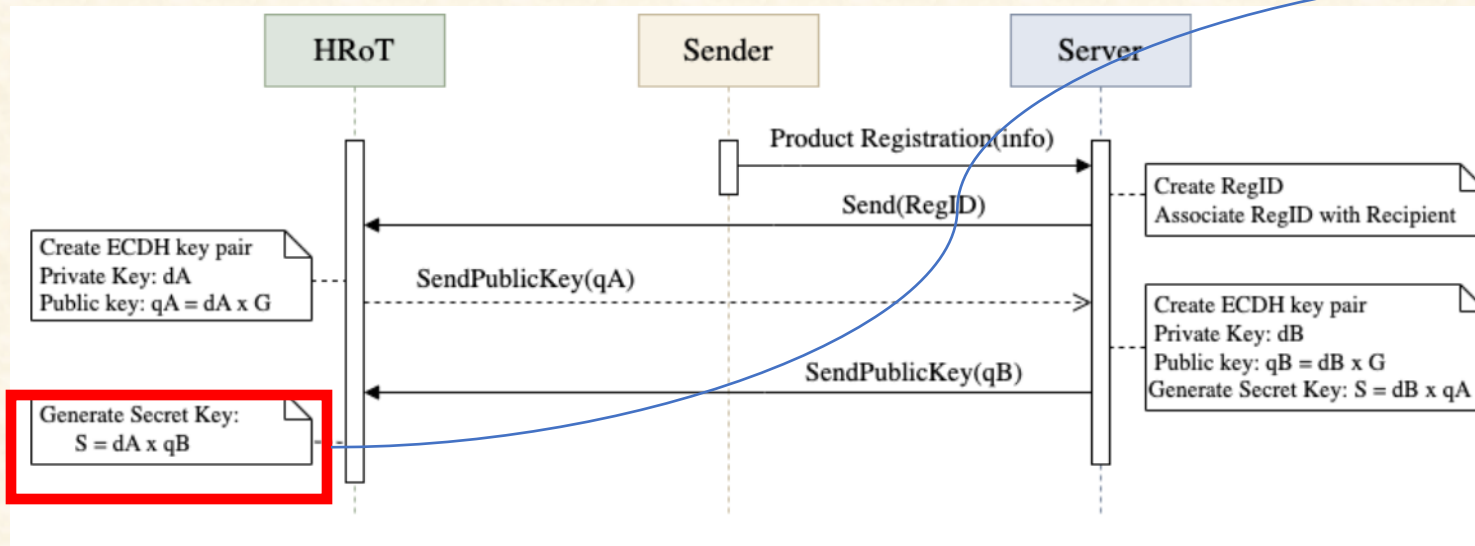 HRoT
Sender
Server
Product Registration(info)
Create RegID
Associate RegID with Recipient
Send(RegID)
Create ECDH key pair
Private Key: dA
Public key: qA = dA x G
SendPublicKey(qA)
Create ECDH key pair
Private Key: dB
Public key: qB = dB x G
Generate Secret Key: S = dB x qA
SendPublicKey(qB)
Generate Secret Key:
S = dA x qB